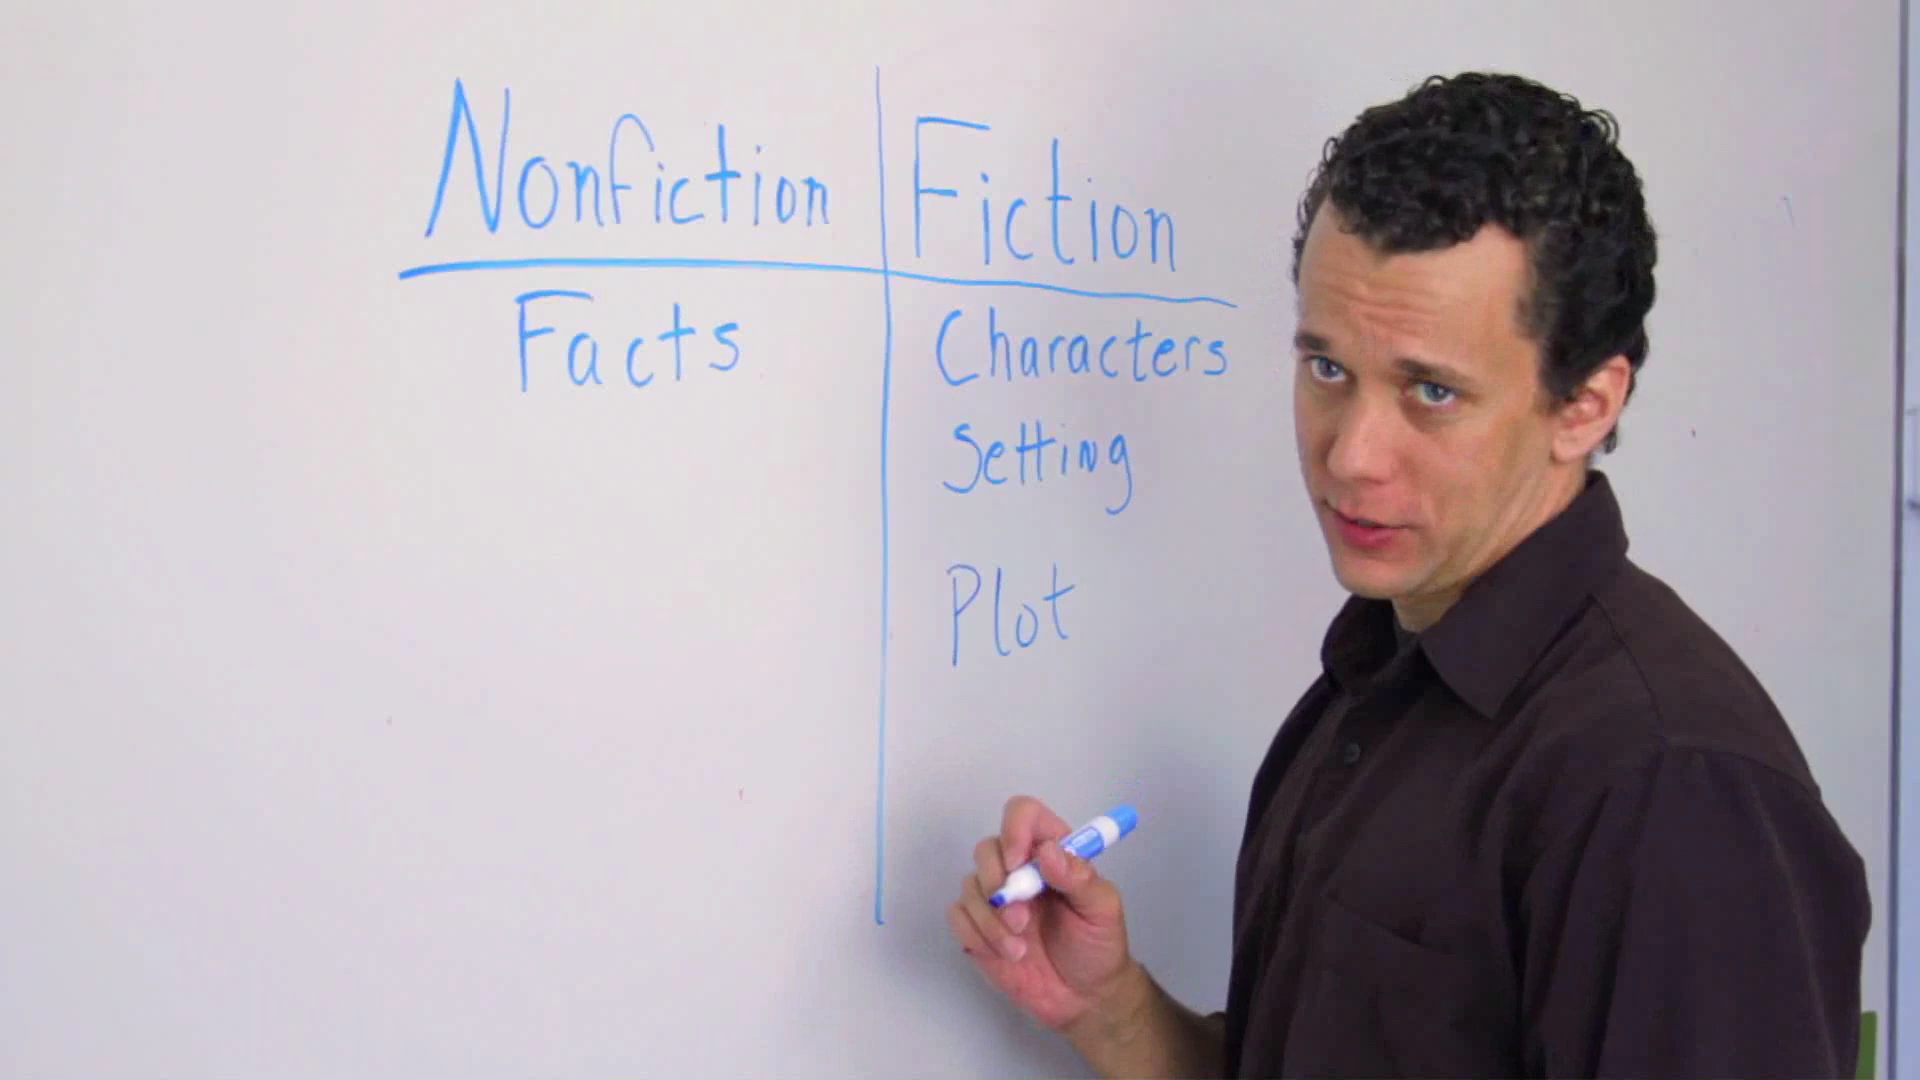 Nonfiction
Fiction
Facts
Characters
Setting
Plot